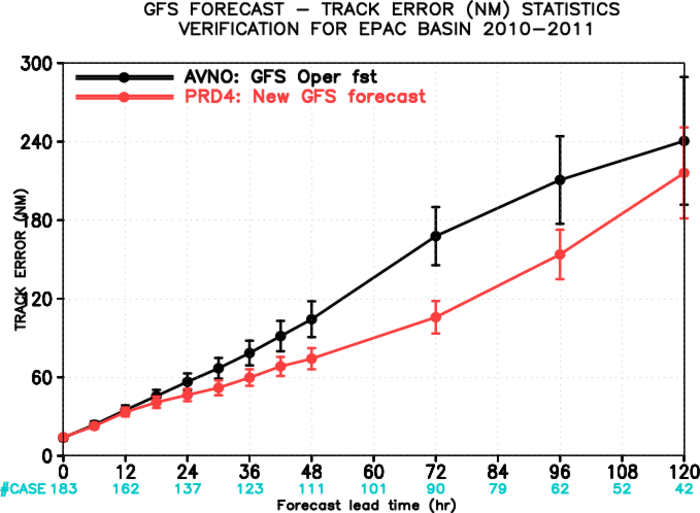 GFS FORECAST – TRACK ERROR (NM) STATISTICS
VERIFICATION FOR EPAC BASIN 2010–2011
AVNO: GFS Oper fst
PRD4: New GFS forecast
TRACK ERROR (NM)
300
240
180
120
60
0
0 12 24 36 48 60 72 84 96 108 120
#CASE 183 162 137 123 111 101 90 79 62 52 42
Forecast lead time (hr)